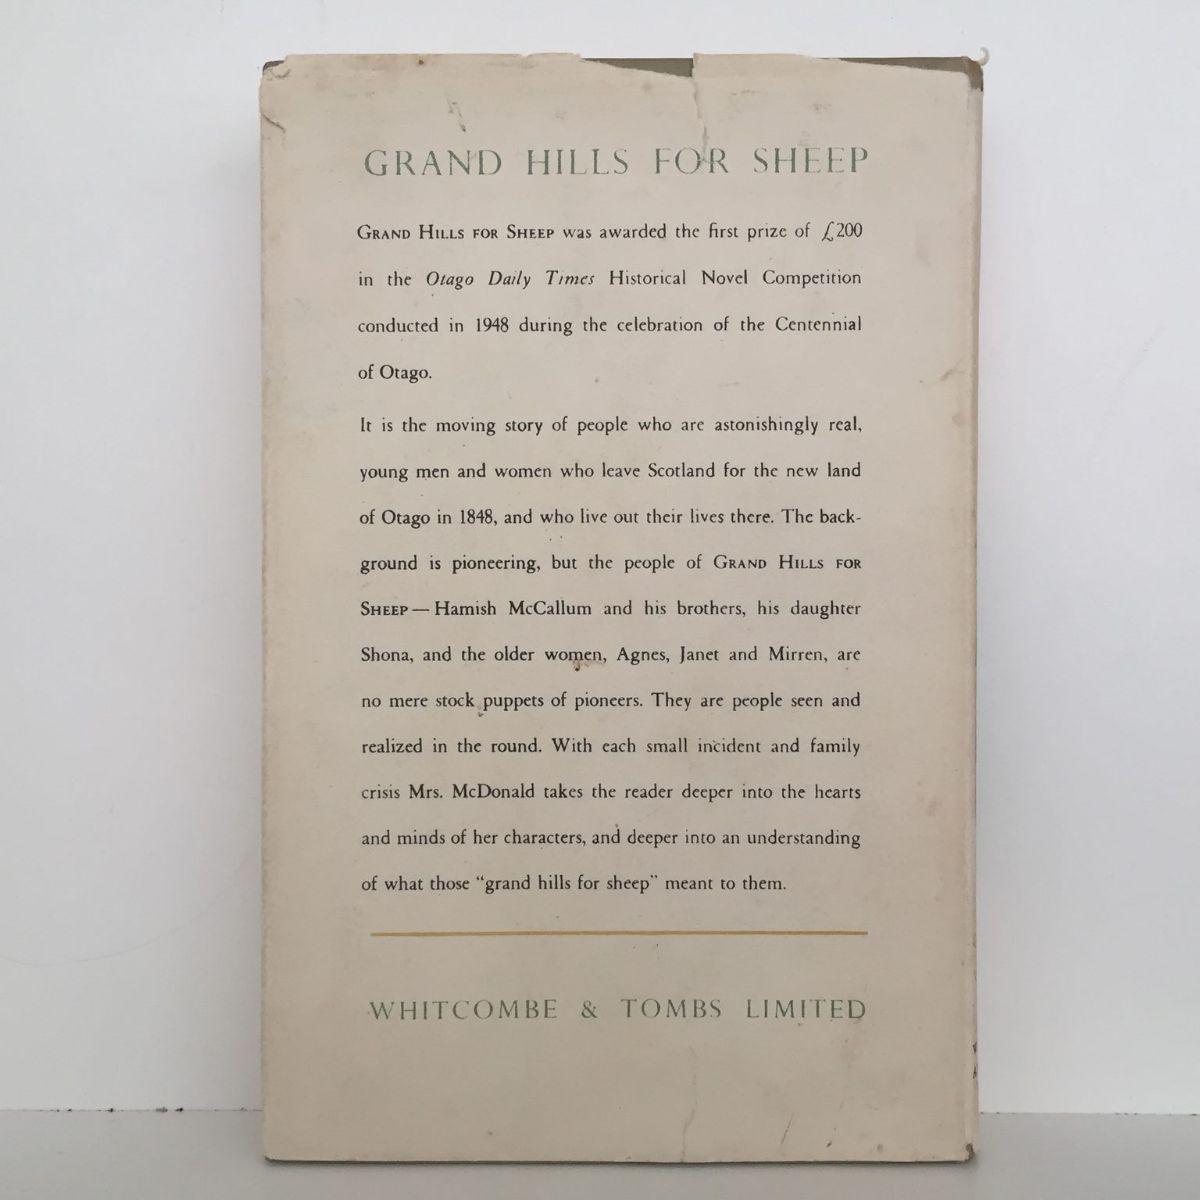 GRAND HILLS FOR SHEEP
GRAND HILLS FOR SHEEP was awarded the first prize of £200
in the Otago Daily Times Historical Novel Competition
conducted in 1948 during the celebration of the Centennial
of Otago.
It is the moving story of people who are astonishingly real,
young men and women who leave Scotland for the new land
of Otago in 1848, and who live out their lives there. The back-
ground is pioneering, but the people of GRAND HILLS FOR
SHEEP — Hamish McCallum and his brothers, his daughter
Shona, and the older women, Agnes, Janet and Mirren, are
no mere stock puppets of pioneers. They are people seen and
realized in the round. With each small incident and family
crisis Mrs. McDonald takes the reader deeper into the hearts
and minds of her characters, and deeper into an understanding
of what those "grand hills for sheep" meant to them.
WHITCOMBE & TOMBS LIMITED